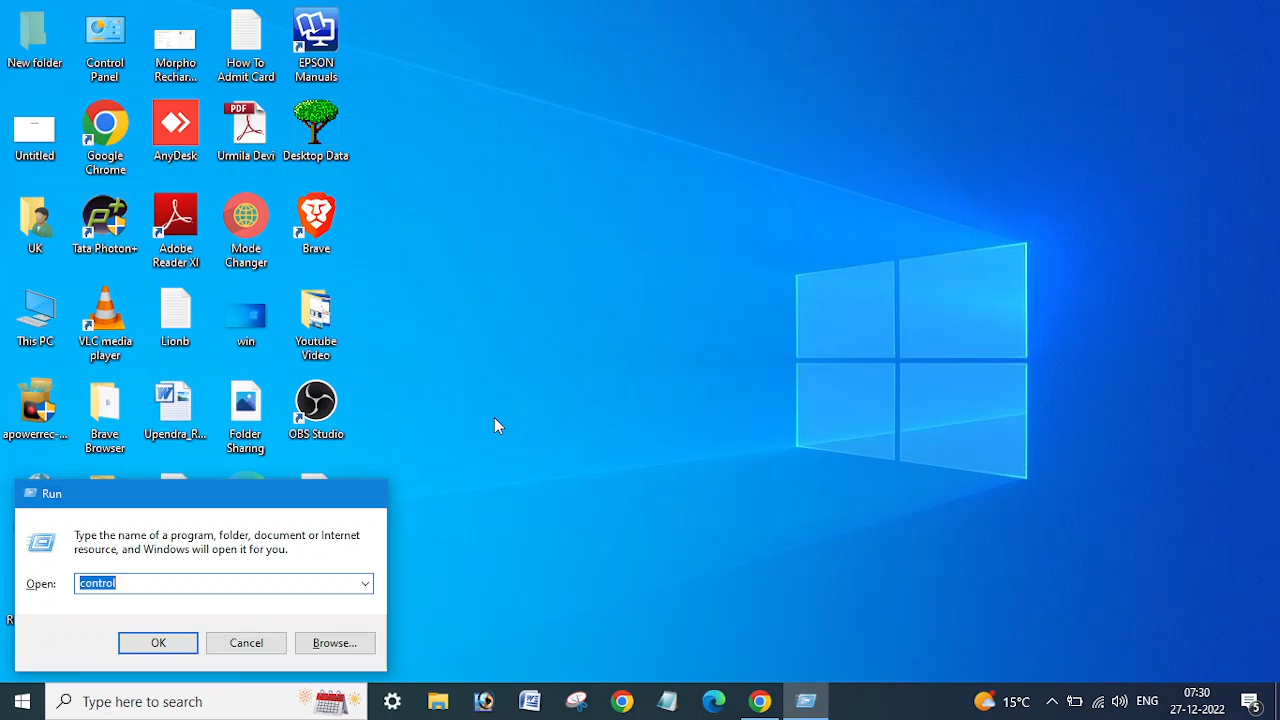 New folder
Control
Panel
Morpho
Rechar...
How To
Admit Card
EPSON
Manuals
Untitled
Google
Chrome
AnyDesk
PDF
Urmila Devi
Desktop Data
UK
Tata Photon+
Adobe
Reader XI
Mode
Changer
Brave
This PC
VLC media
player
Lionb
win
Youtube
Video
apowerrec-...
Brave
Browser
Upendra_R...
Folder
Sharing
OBS Studio
Run
Type the name of a program, folder, document or Internet
resource, and Windows will open it for you.
Open:
control
OK
Cancel
Browse...
Type here to search
15°C
ENG
07:30
27-12-2022
5